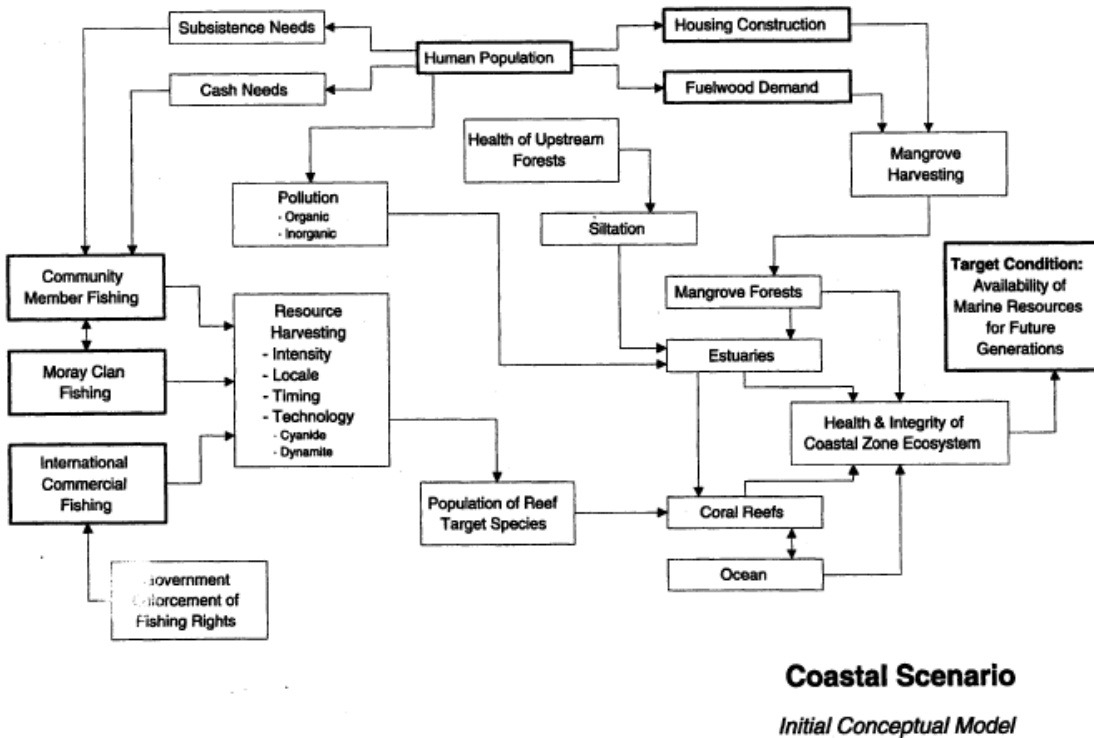 Subsistence Needs
Human Population
Housing Construction
Cash Needs
Fuelwood Demand
Health of Upstream
Forests
Mangrove
Harvesting
Pollution
- Organic
- Inorganic
Siltation
Target Condition:
Availability of
Marine Resources
for Future
Generations
Community
Member Fishing
Mangrove Forests
Resource
Harvesting
- Intensity
- Locale
- Timing
- Technology
- Cyanide
- Dynamite
Estuaries
Moray Clan
Fishing
Health & Integrity of
Coastal Zone Ecosystem
International
Commercial
Fishing
Population of Reef
Target Species
Coral Reefs
Ocean
Enforcement of
Fishing Rights
Coastal Scenario
Initial Conceptual Model